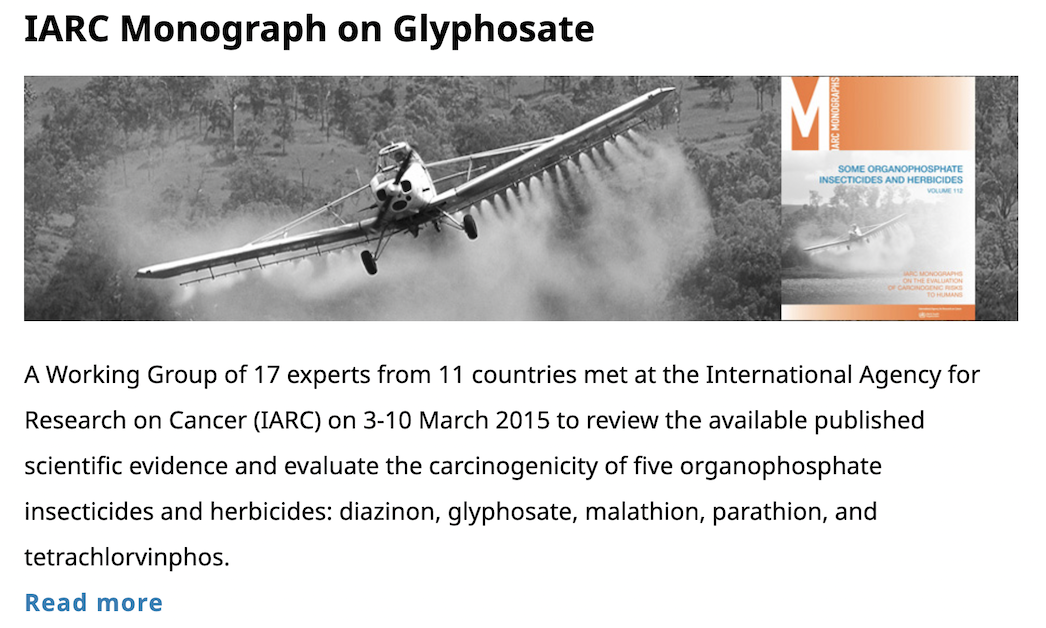 IARC Monograph on Glyphosate
M
IARC MONOGRAPHS
SOME ORGANOPHOSPHATE
INSECTICIDES AND HERBICIDES
VOLUME 112
IARC MONOGRAPHS
ON THE EVALUATION
OF CARCINOGENIC RISKS
TO HUMANS
A Working Group of 17 experts from 11 countries met at the International Agency for
Research on Cancer (IARC) on 3-10 March 2015 to review the available published
scientific evidence and evaluate the carcinogenicity of five organophosphate
insecticides and herbicides: diazinon, glyphosate, malathion, parathion, and
tetrachlorvinphos.
Read more